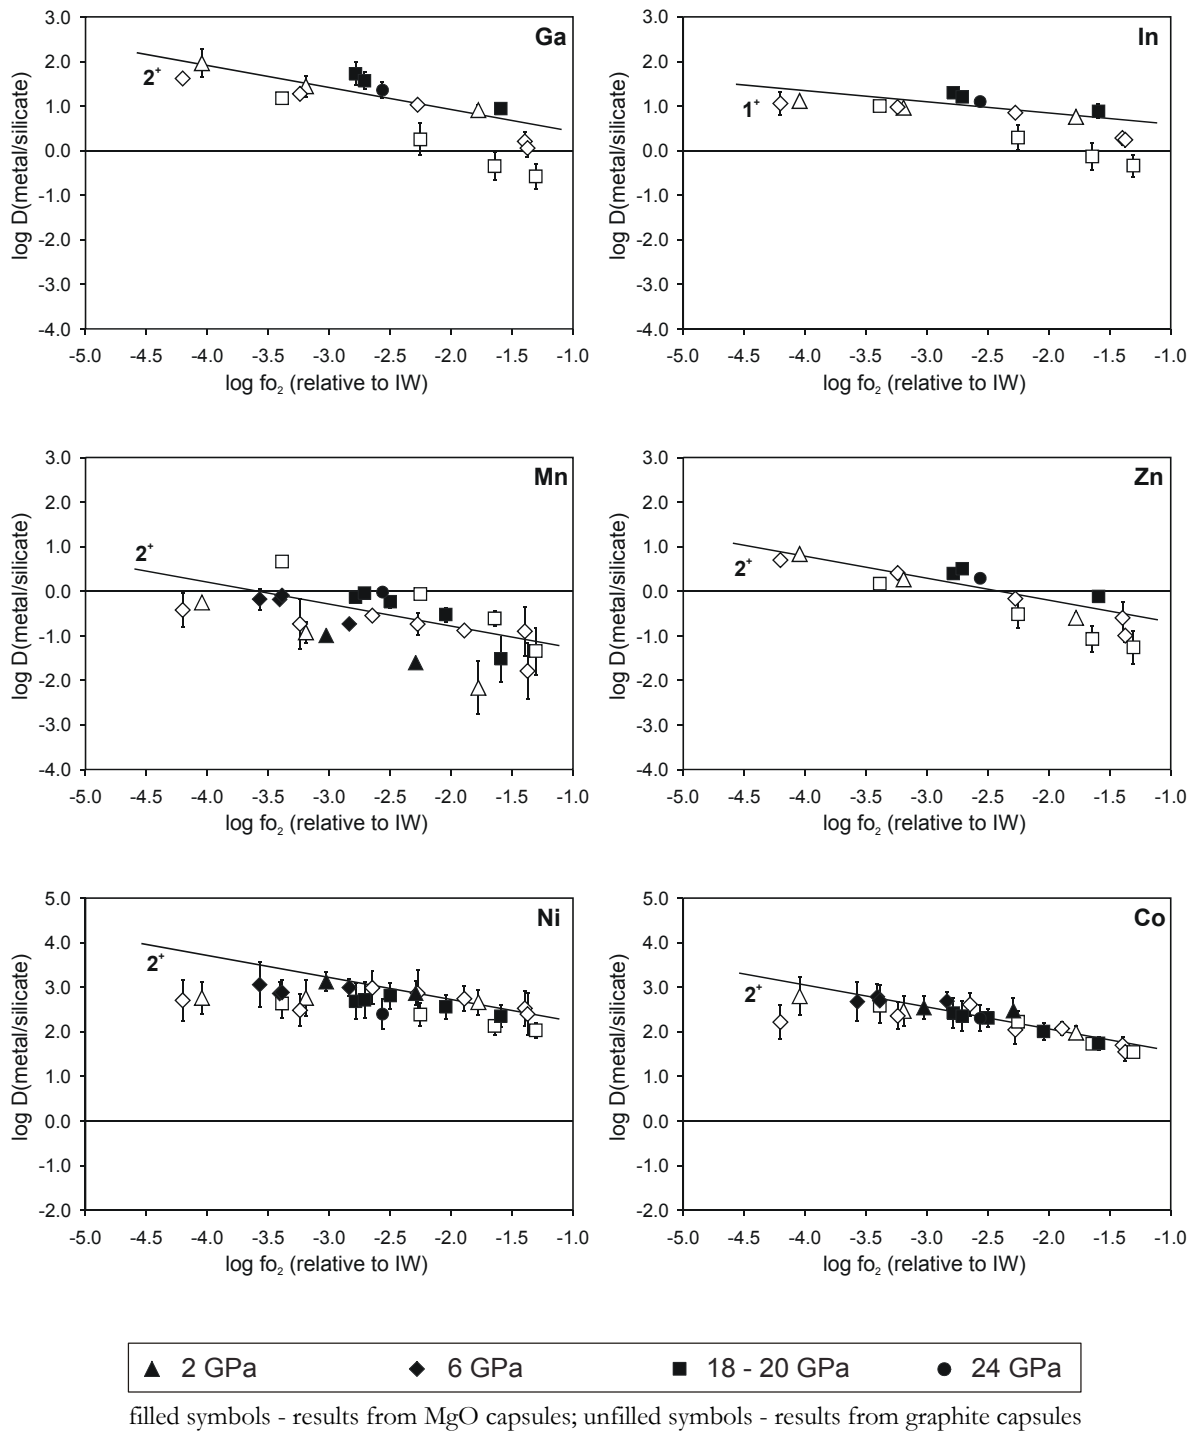 3.0
2.0
1.0
0.0
-1.0
-2.0
-3.0
-4.0
log D(metal/silicate)
Ga
2+
-5.0 -4.5 -4.0 -3.5 -3.0 -2.5 -2.0 -1.5 -1.0
log fo2 (relative to IW)
3.0
2.0
1.0
0.0
-1.0
-2.0
-3.0
-4.0
log D(metal/silicate)
In
1+
-5.0 -4.5 -4.0 -3.5 -3.0 -2.5 -2.0 -1.5 -1.0
log fo2 (relative to IW)
3.0
2.0
1.0
0.0
-1.0
-2.0
-3.0
-4.0
log D(metal/silicate)
Mn
2+
-5.0 -4.5 -4.0 -3.5 -3.0 -2.5 -2.0 -1.5 -1.0
log fo2 (relative to IW)
3.0
2.0
1.0
0.0
-1.0
-2.0
-3.0
-4.0
log D(metal/silicate)
Zn
2+
-5.0 -4.5 -4.0 -3.5 -3.0 -2.5 -2.0 -1.5 -1.0
log fo2 (relative to IW)
5.0
4.0
3.0
2.0
1.0
0.0
-1.0
-2.0
log D(metal/silicate)
Ni
2+
-5.0 -4.5 -4.0 -3.5 -3.0 -2.5 -2.0 -1.5 -1.0
log fo2 (relative to IW)
5.0
4.0
3.0
2.0
1.0
0.0
-1.0
-2.0
log D(metal/silicate)
Co
2+
-5.0 -4.5 -4.0 -3.5 -3.0 -2.5 -2.0 -1.5 -1.0
log fo2 (relative to IW)
2 GPa 6 GPa 18 - 20 GPa 24 GPa
filled symbols - results from MgO capsules; unfilled symbols - results from graphite capsules